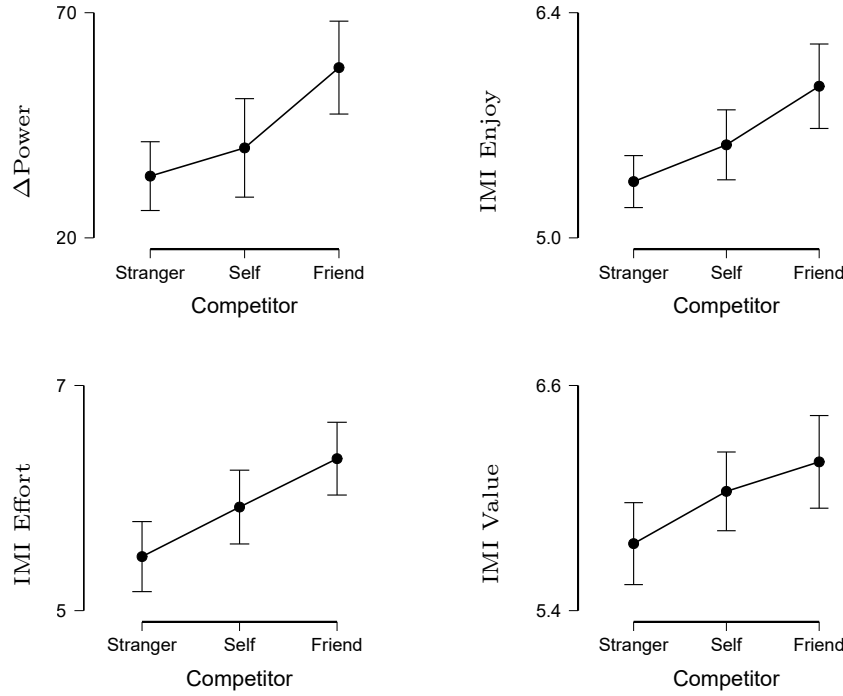 70
ΔPower
20
Stranger Self Friend
Competitor
6.4
IMI Enjoy
5.0
Stranger Self Friend
Competitor
7
IMI Effort
5
Stranger Self Friend
Competitor
6.6
IMI Value
5.4
Stranger Self Friend
Competitor